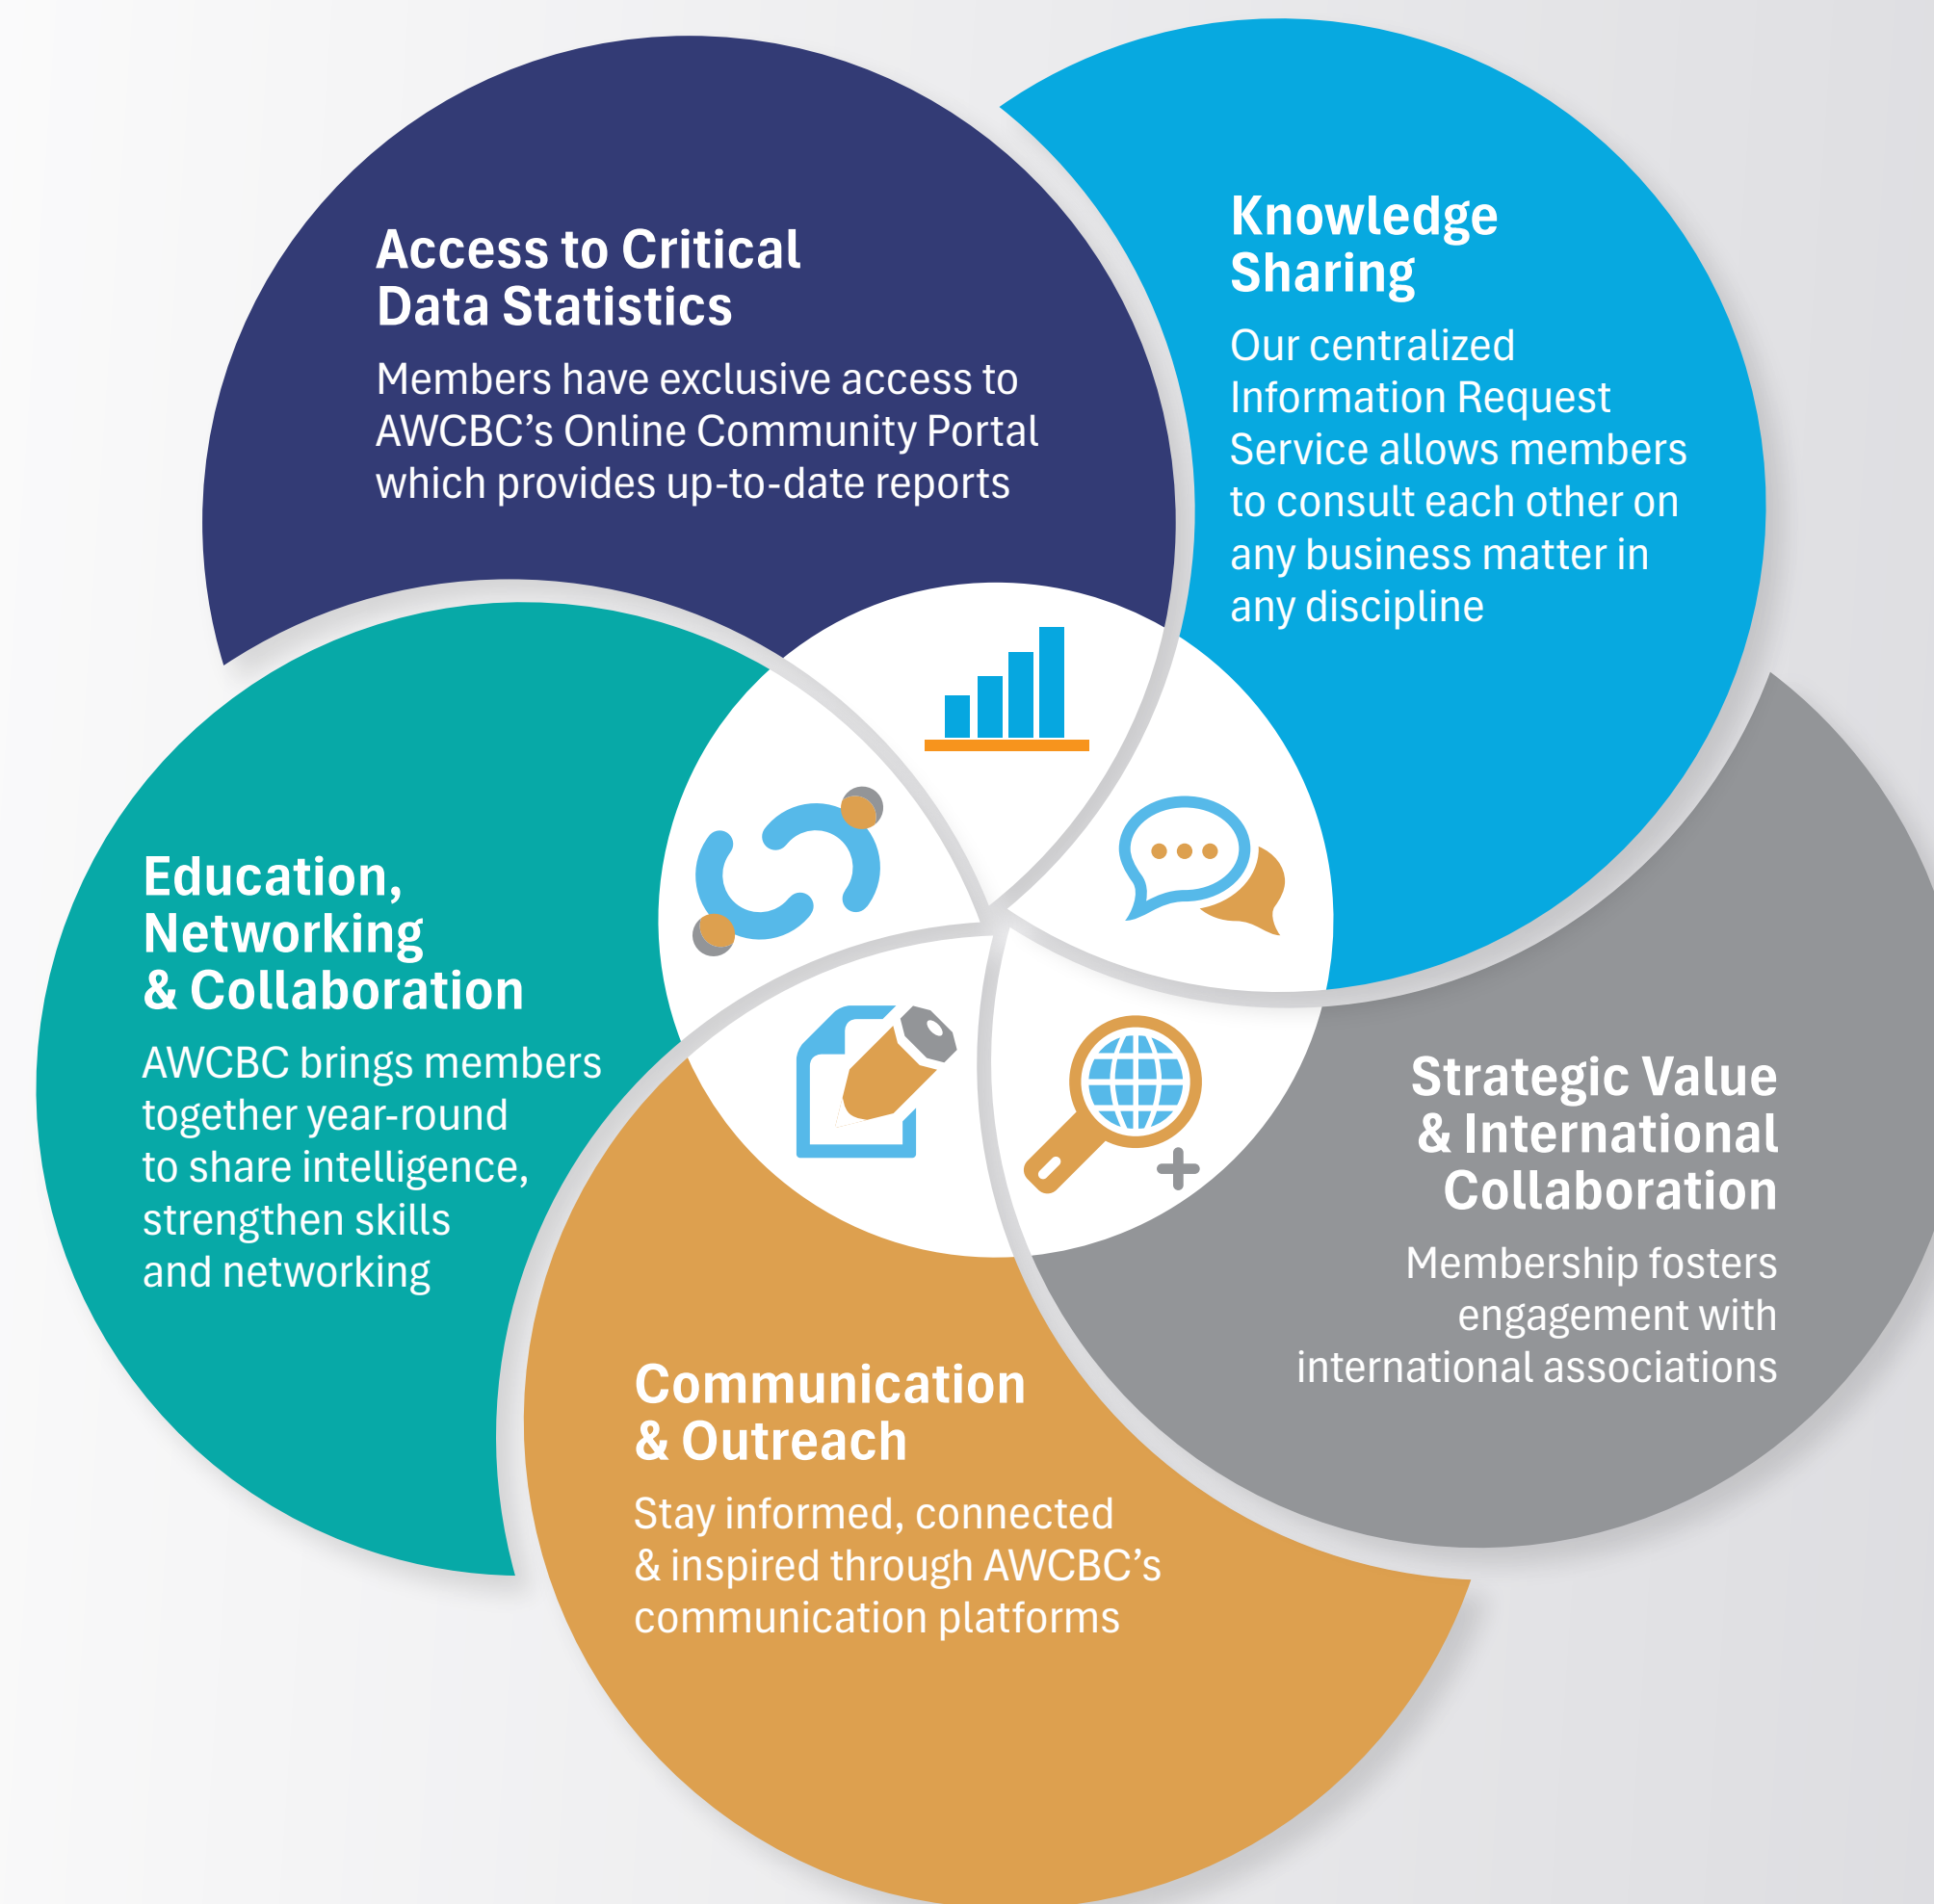 Access to Critical
Data Statistics
Members have exclusive access to
AWCBC’s Online Community Portal
which provides up-to-date reports
Knowledge
Sharing
Our centralized
Information Request
Service allows members
to consult each other on
any business matter in
any discipline
Education,
Networking
& Collaboration
AWCBC brings members
together year-round
to share intelligence,
strengthen skills
and networking
Strategic Value
& International
Collaboration
Membership fosters
engagement with
international associations
Communication
& Outreach
Stay informed, connected
& inspired through AWCBC’s
communication platforms